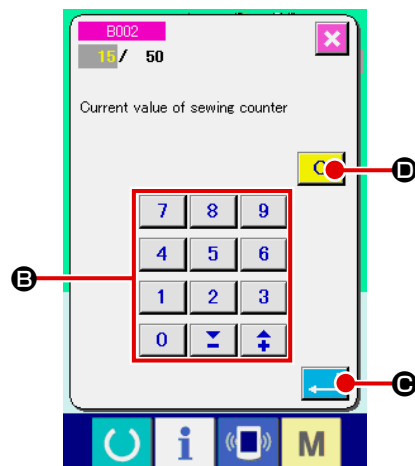 B002
15/ 50
Current value of sewing counter
C
D
7 8 9
4 5 6
B
1 2 3
0
C
i M